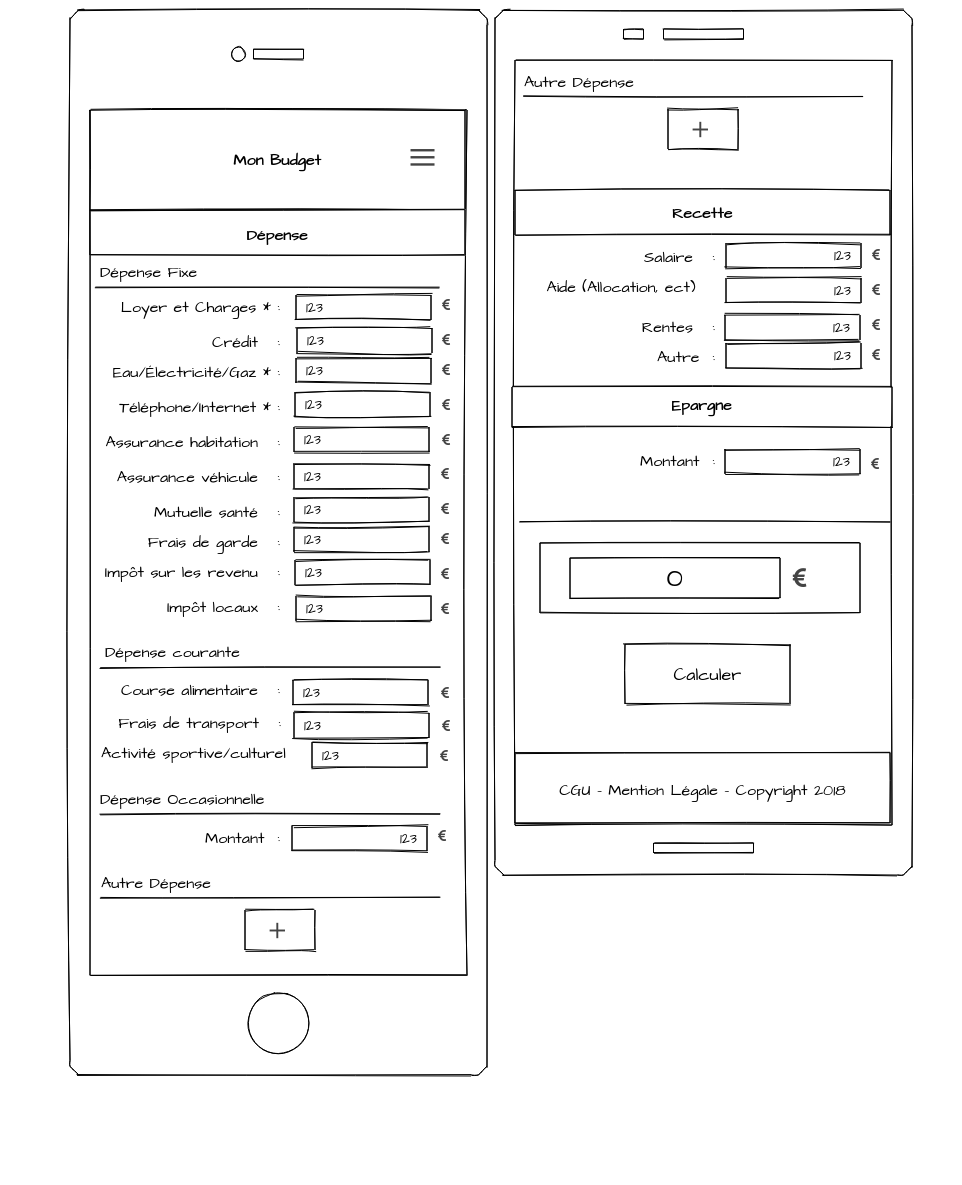 Mon Budget
Dépense
Dépense Fixe
Loyer et Charges * : 123 €
Crédit : 123 €
Eau/Électricité/Gaz * : 123 €
Téléphone/Internet * : 123 €
Assurance habitation : 123 €
Assurance véhicule : 123 €
Mutuelle santé : 123 €
Frais de garde : 123 €
Impôt sur les revenu : 123 €
Impôt locaux : 123 €
Dépense courante
Course alimentaire : 123 €
Frais de transport : 123 €
Activité sportive/culturel 123 €
Dépense Occasionnelle
Montant : 123 €
Autre Dépense
+
Autre Dépense
+
Recette
Salaire : 123 €
Aide (Allocation, ect) 123 €
Rentes : 123 €
Autre : 123 €
Epargne
Montant : 123 €
0 €
Calculer
CGU - Mention Légale - Copyright 2018